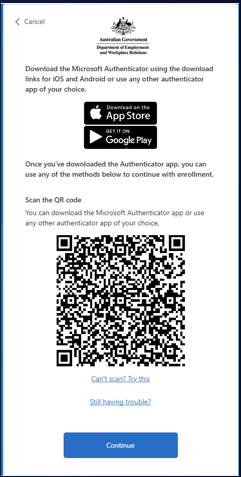 Cancel
Australian Government
Department of Employment
and Workplace Relations
Download the Microsoft Authenticator using the download
links for iOS and Android or use any other authenticator
app of your choice.
Download on the
App Store
GET IT ON
Google Play
Once you've downloaded the Authenticator app, you can
use any of the methods below to continue with enrollment.
Scan the QR code
You can download the Microsoft Authenticator app or use
any other authenticator app of your choice.
Can't scan? Try this
Still having trouble?
Continue